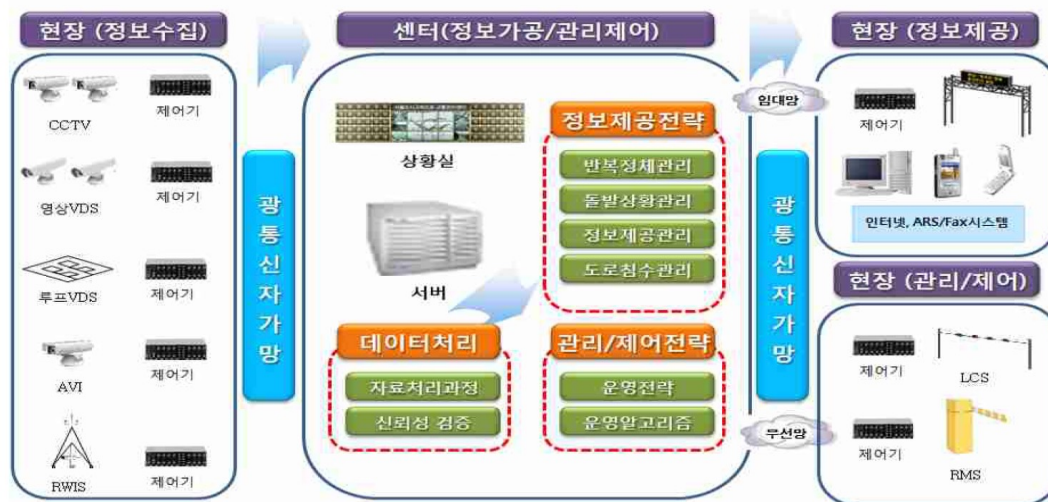 현장 (정보수집)
CCTV
제어기
영상VDS
제어기
루프VDS
제어기
AVI
제어기
RWIS
제어기
광통신자가망
센터(정보가공/관리제어)
상황실
서버
정보제공전략
반복정체관리
돌발상황관리
정보제공관리
도로침수관리
데이터처리
자료처리과정
신뢰성 검증
관리/제어전략
운영전략
운영알고리즘
광통신자가망
임대망
무선망
현장 (정보제공)
제어기
인터넷, ARS/Fax시스템
현장 (관리/제어)
제어기
LCS
제어기
RMS